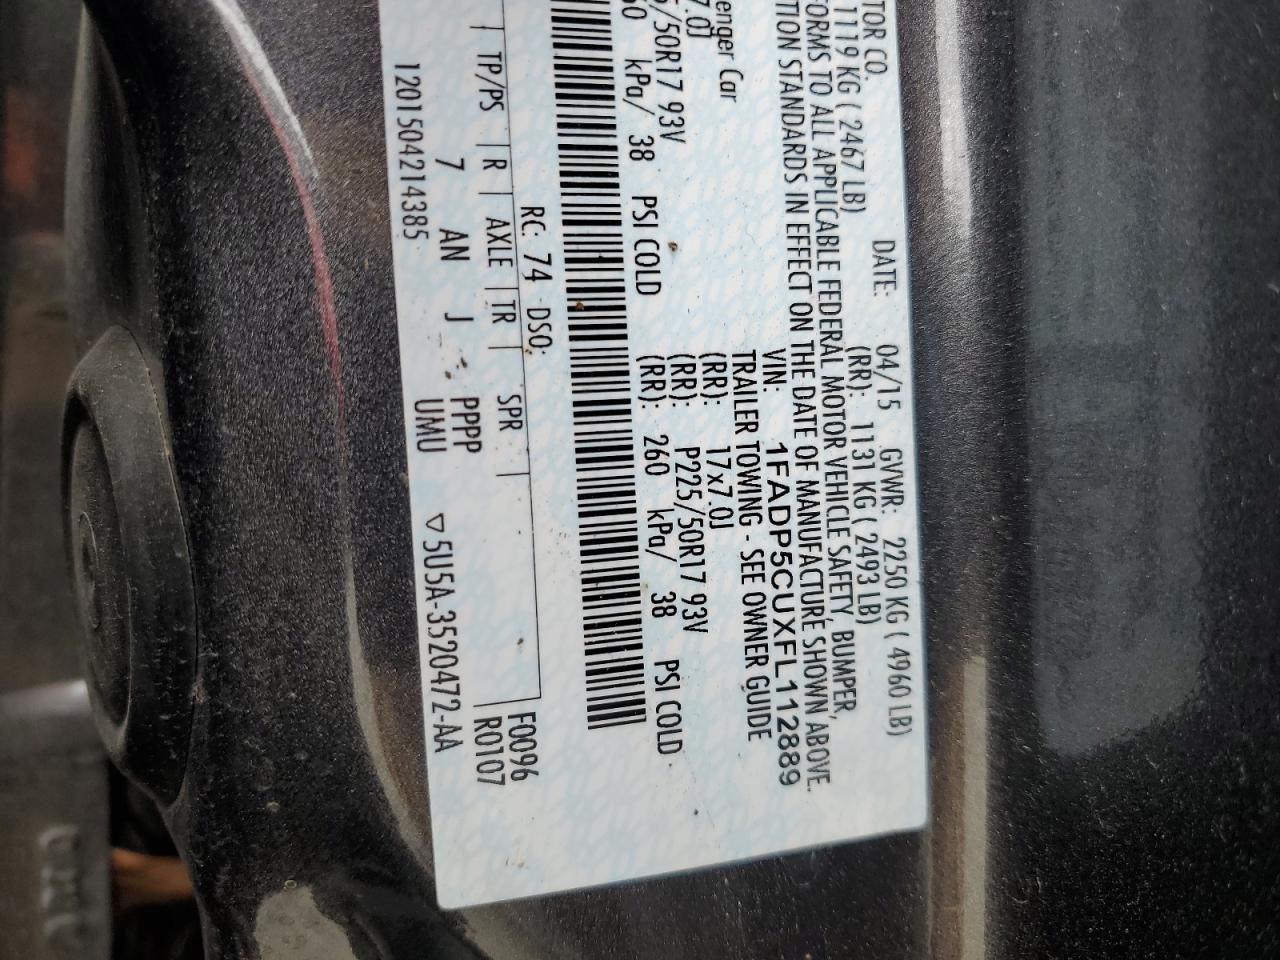 TOR CO. DATE: 04/15 GVWR: 2250 KG ( 4960 LB)
1119 KG ( 2467 LB) (RR): 1131 KG ( 2493 LB)
FORMS TO ALL APPLICABLE FEDERAL MOTOR VEHICLE SAFETY, BUMPER,
TION STANDARDS IN EFFECT ON THE DATE OF MANUFACTURE SHOWN ABOVE.
VIN: 1FADP5CUXFL112889
TRAILER TOWING - SEE OWNER GUIDE
enger Car
7.0J (RR): 17x7.0J
5/50R17 93V (RR): P225/50R17 93V
60 kPa/ 38 PSI COLD (RR): 260 kPa/ 38 PSI COLD
RC: 74 DSO: F0096
TP/PS R AXLE TR SPR R0107
7 AN J PPPP
1201504214385 UMU ▽5U5A-3520472-AA